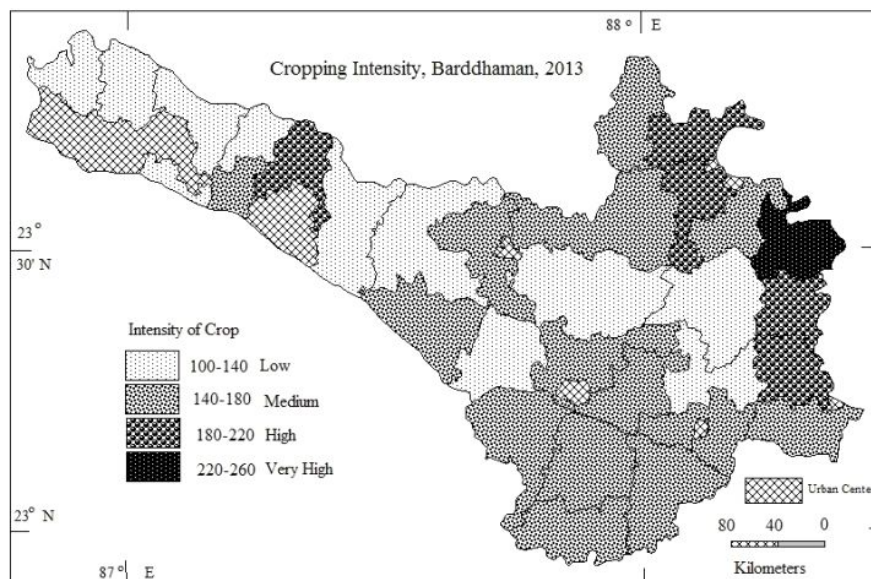 88° E
Cropping Intensity, Barddhaman, 2013
23°
30' N
Intensity of Crop
100-140 Low
140-180 Medium
180-220 High
220-260 Very High
Urban Cente
23° N
80 40 0
Kilometers
87° E